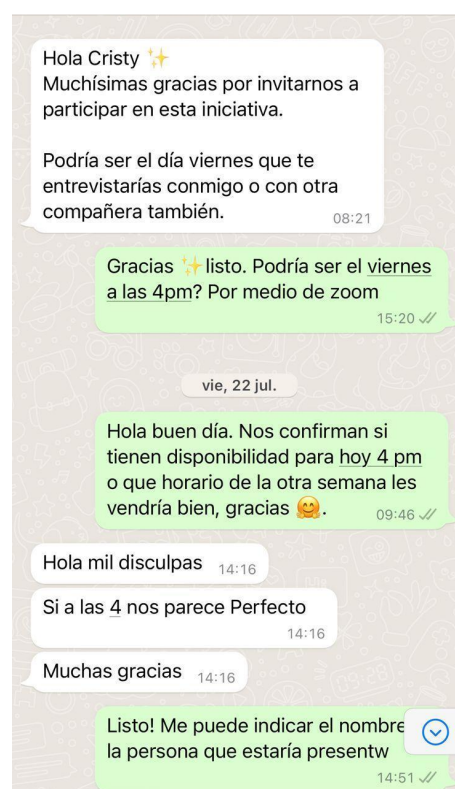 Hola Cristy ✨
Muchísimas gracias por invitarnos a
participar en esta iniciativa.
Podría ser el día viernes que te
entrevistarías conmigo o con otra
compañera también.
08:21
Gracias ✨ listo. Podría ser el viernes
a las 4pm? Por medio de zoom
15:20
vie, 22 jul.
Hola buen día. Nos confirman si
tienen disponibilidad para hoy 4 pm
o que horario de la otra semana les
vendría bien, gracias 🤗.
09:46
Hola mil disculpas
14:16
Si a las 4 nos parece Perfecto
14:16
Muchas gracias
14:16
Listo! Me puede indicar el nombre
la persona que estaría presentw
14:51